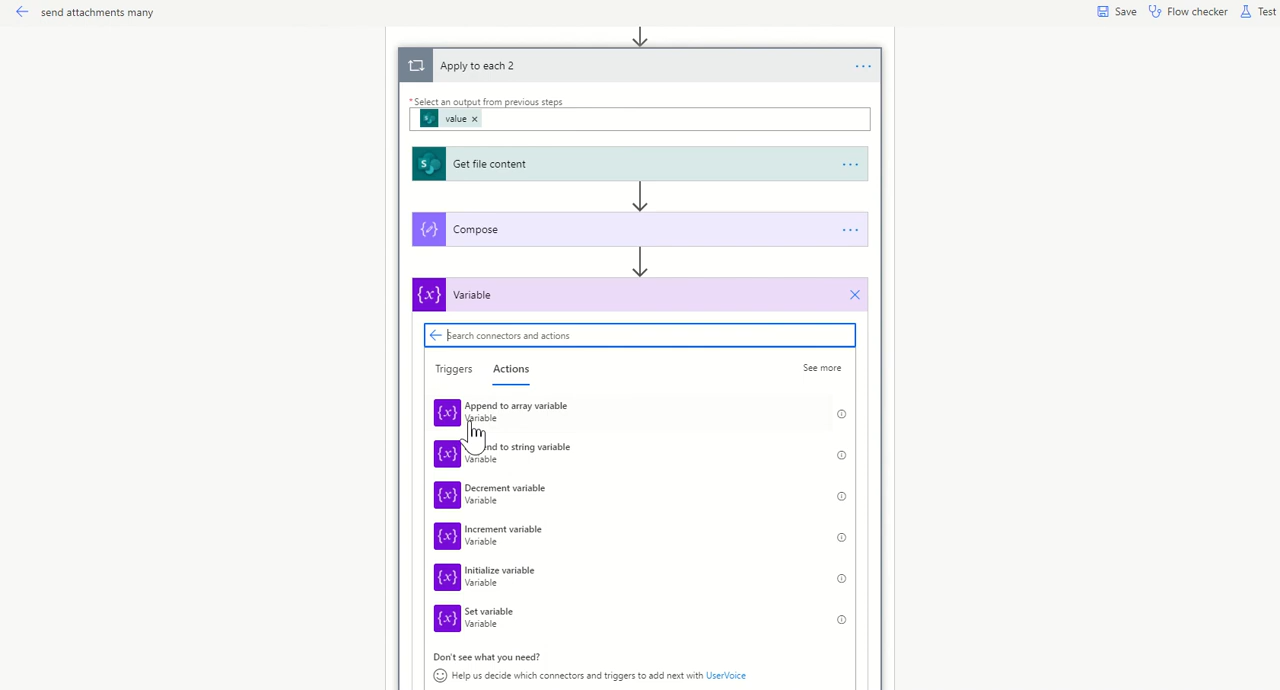 send attachments many
Save
Flow checker
Test
Apply to each 2
* Select an output from previous steps
value ×
S
Get file content
Compose
{x} Variable
Search connectors and actions
Triggers
Actions
See more
{x} Append to array variable
Variable
{x} to string variable
Variable
{x} Decrement variable
Variable
{x} Increment variable
Variable
{x} Initialize variable
Variable
{x} Set variable
Variable
Don't see what you need?
Help us decide which connectors and triggers to add next with UserVoice